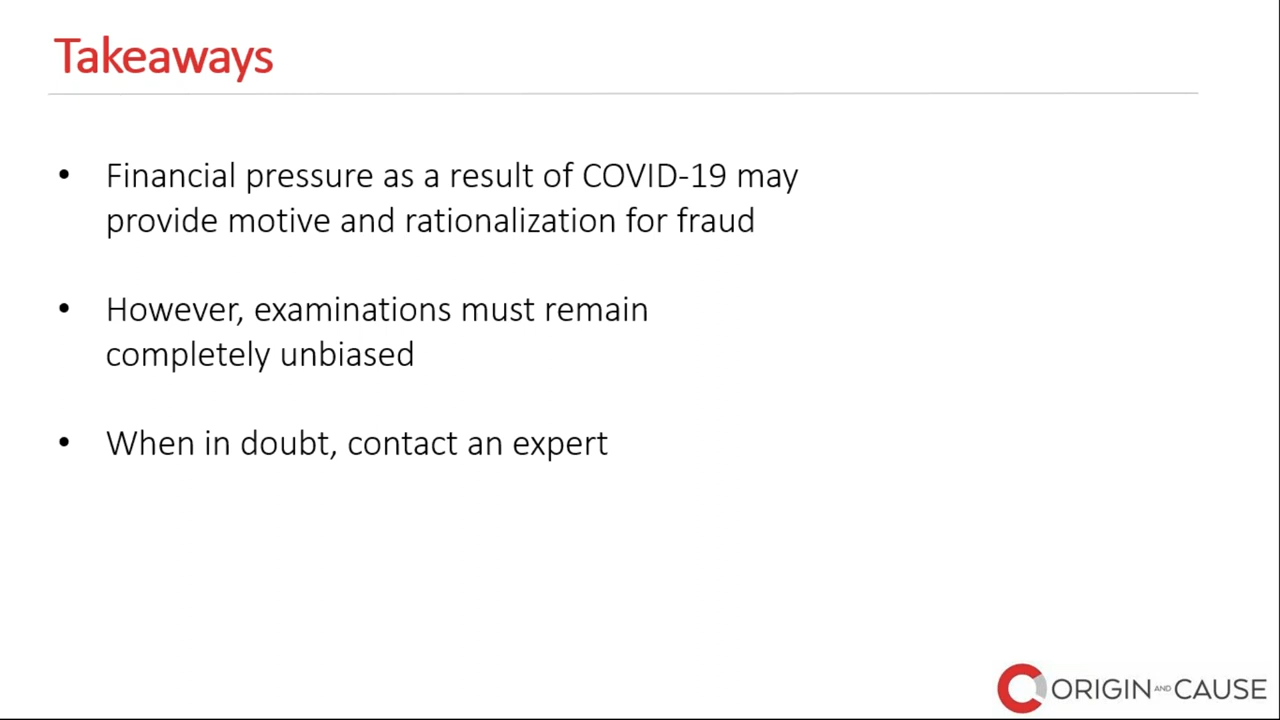 Takeaways
• Financial pressure as a result of COVID-19 may
provide motive and rationalization for fraud
• However, examinations must remain
completely unbiased
• When in doubt, contact an expert
ORIGIN AND CAUSE